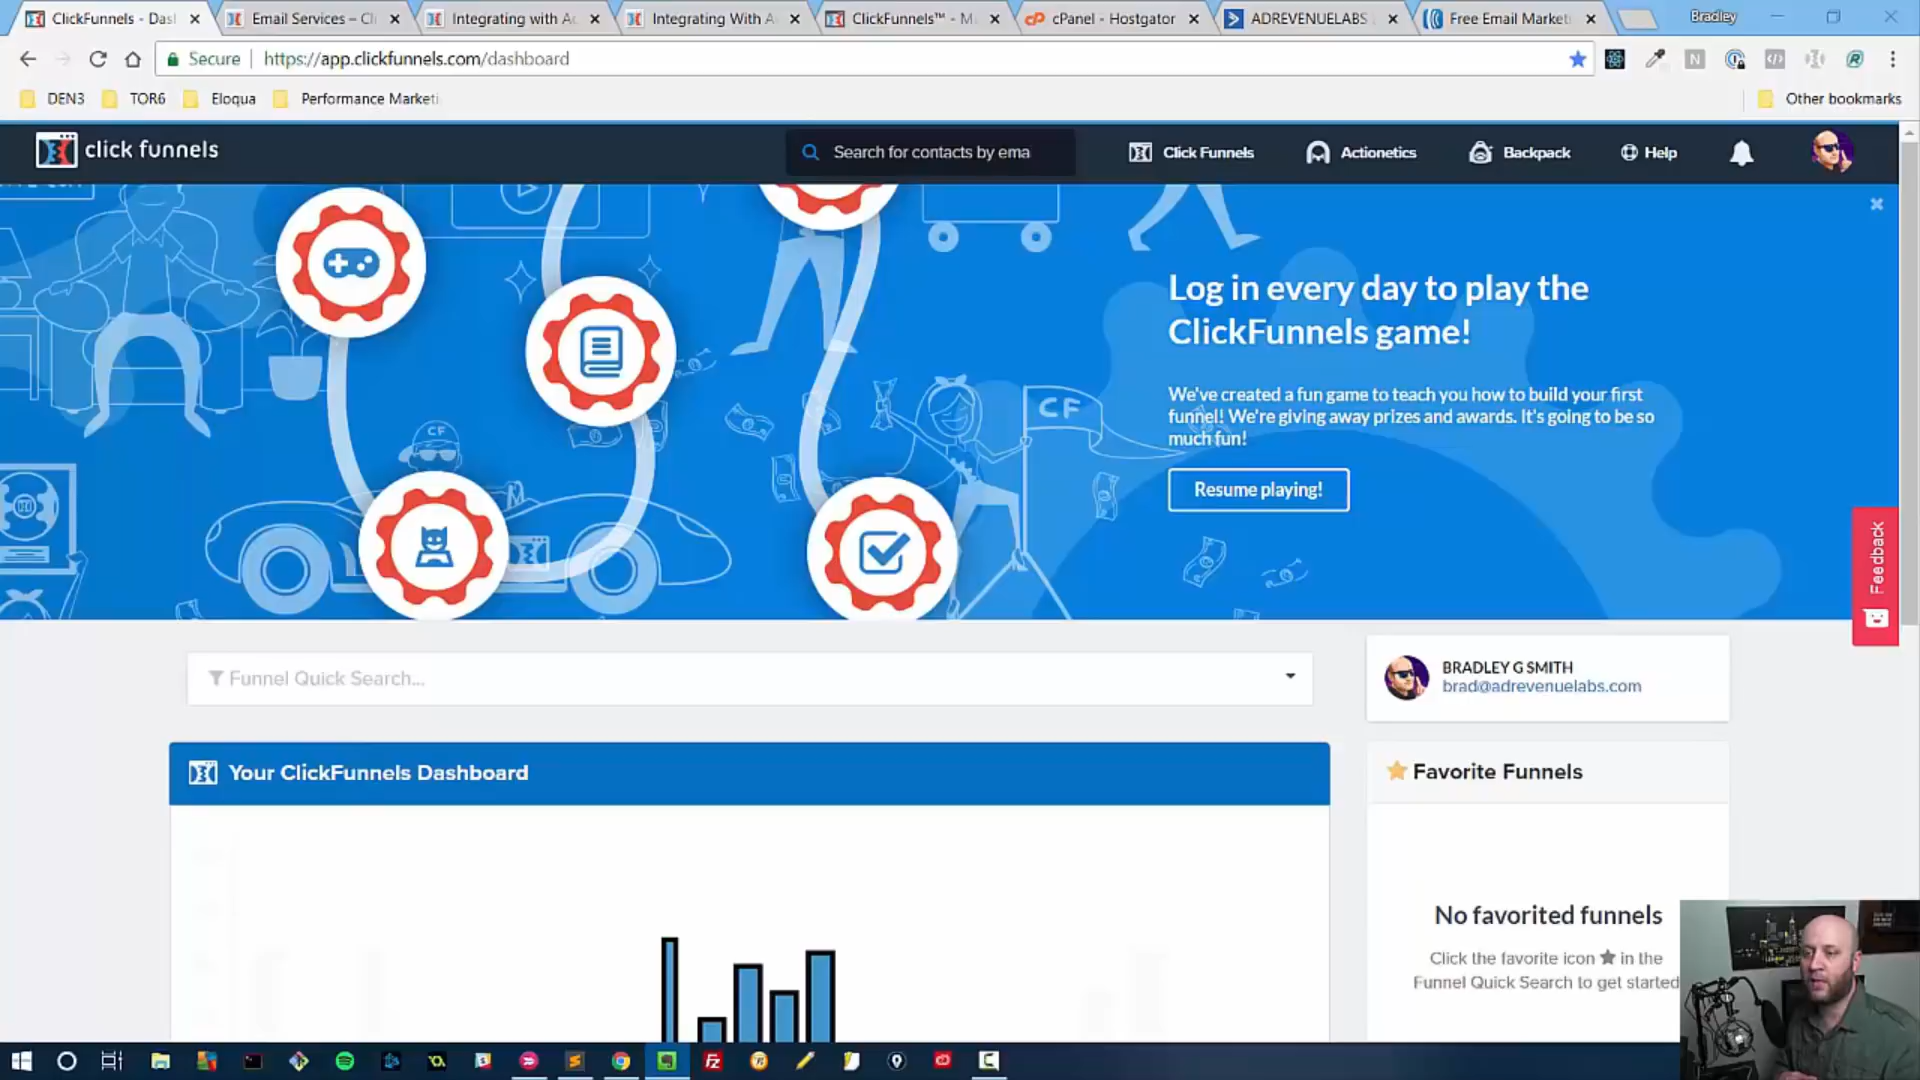 ClickFunnels - Das
Email Services – Cl
Integrating with Ac
Integrating With A
ClickFunnels™ - M
cPanel - Hostgator
ADREVENUELABS
Free Email Market
Bradley
Secure
https://app.clickfunnels.com/dashboard
DEN3
TOR6
Eloqua
Performance Marketi
Other bookmarks
click funnels
Search for contacts by ema
Click Funnels
Actionetics
Backpack
Help
CF
CF
Log in every day to play the
ClickFunnels game!
We've created a fun game to teach you how to build your first
funnel! We're giving away prizes and awards. It's going to be so
much fun!
Resume playing!
Feedback
Funnel Quick Search...
BRADLEY G SMITH
brad@adrevenuelabs.com
Your ClickFunnels Dashboard
Favorite Funnels
No favorited funnels
Click the favorite icon ★ in the
Funnel Quick Search to get started